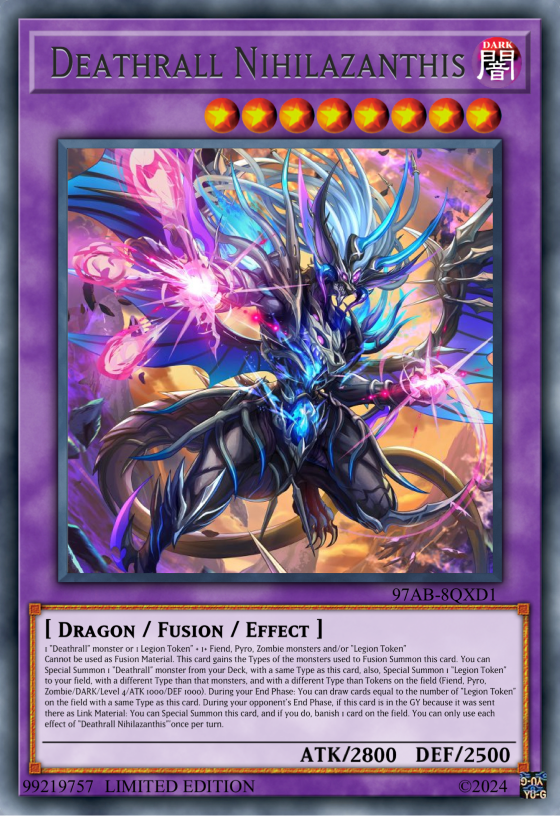 Deathrall Nihilazanthis
DARK
闇
97AB-8QXD1
[ Dragon / Fusion / Effect ]
1 "Deathrall" monster or 1 Legion Token" + 1+ Fiend, Pyro, Zombie monsters and/or "Legion Token"
Cannot be used as Fusion Material. This card gains the Types of the monsters used to Fusion Summon this card. You can
Special Summon 1 "Deathrall" monster from your Deck, with a same Type as this card, also, Special Summon 1 "Legion Token"
to your field, with a different Type than that monsters, and with a different Type than Tokens on the field (Fiend, Pyro,
Zombie/DARK/Level 4/ATK 1000/DEF 1000). During your End Phase: You can draw cards equal to the number of "Legion Token"
on the field with a same Type as this card. During your opponent's End Phase, if this card is in the GY because it was sent
there as Link Material: You can Special Summon this card, and if you do, banish 1 card on the field. You can only use each
effect of "Deathrall Nihilazanthis"'once per turn.
ATK/2800 DEF/2500
99219757 LIMITED EDITION ©2024
YU-G
YU-G